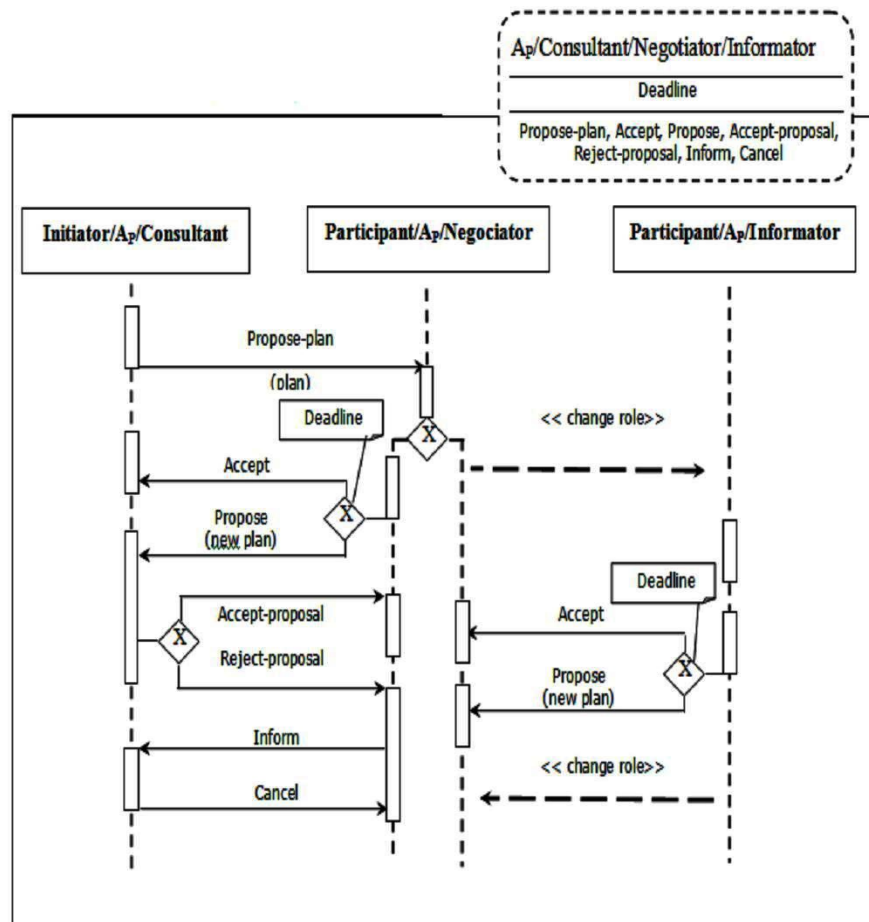 Ap/Consultant/Negotiator/Informator
Deadline
Propose-plan, Accept, Propose, Accept-proposal,
Reject-proposal, Inform, Cancel
Initiator/Ap/Consultant
Participant/Ap/Negociator
Participant/Ap/Informator
Propose-plan
(plan)
Deadline
X
<< change role>>
Accept
X
Propose
(new plan)
Deadline
Accept-proposal
X
Reject-proposal
Accept
X
Propose
(new plan)
Inform
<< change role>>
Cancel